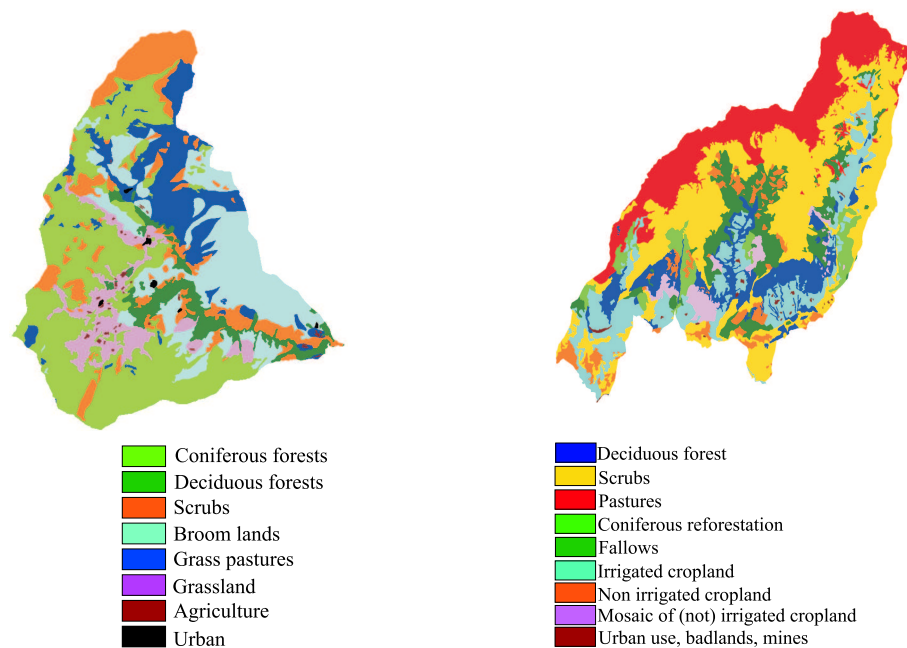 Coniferous forests
Deciduous forests
Scrubs
Broom lands
Grass pastures
Grassland
Agriculture
Urban
Deciduous forest
Scrubs
Pastures
Coniferous reforestation
Fallows
Irrigated cropland
Non irrigated cropland
Mosaic of (not) irrigated cropland
Urban use, badlands, mines